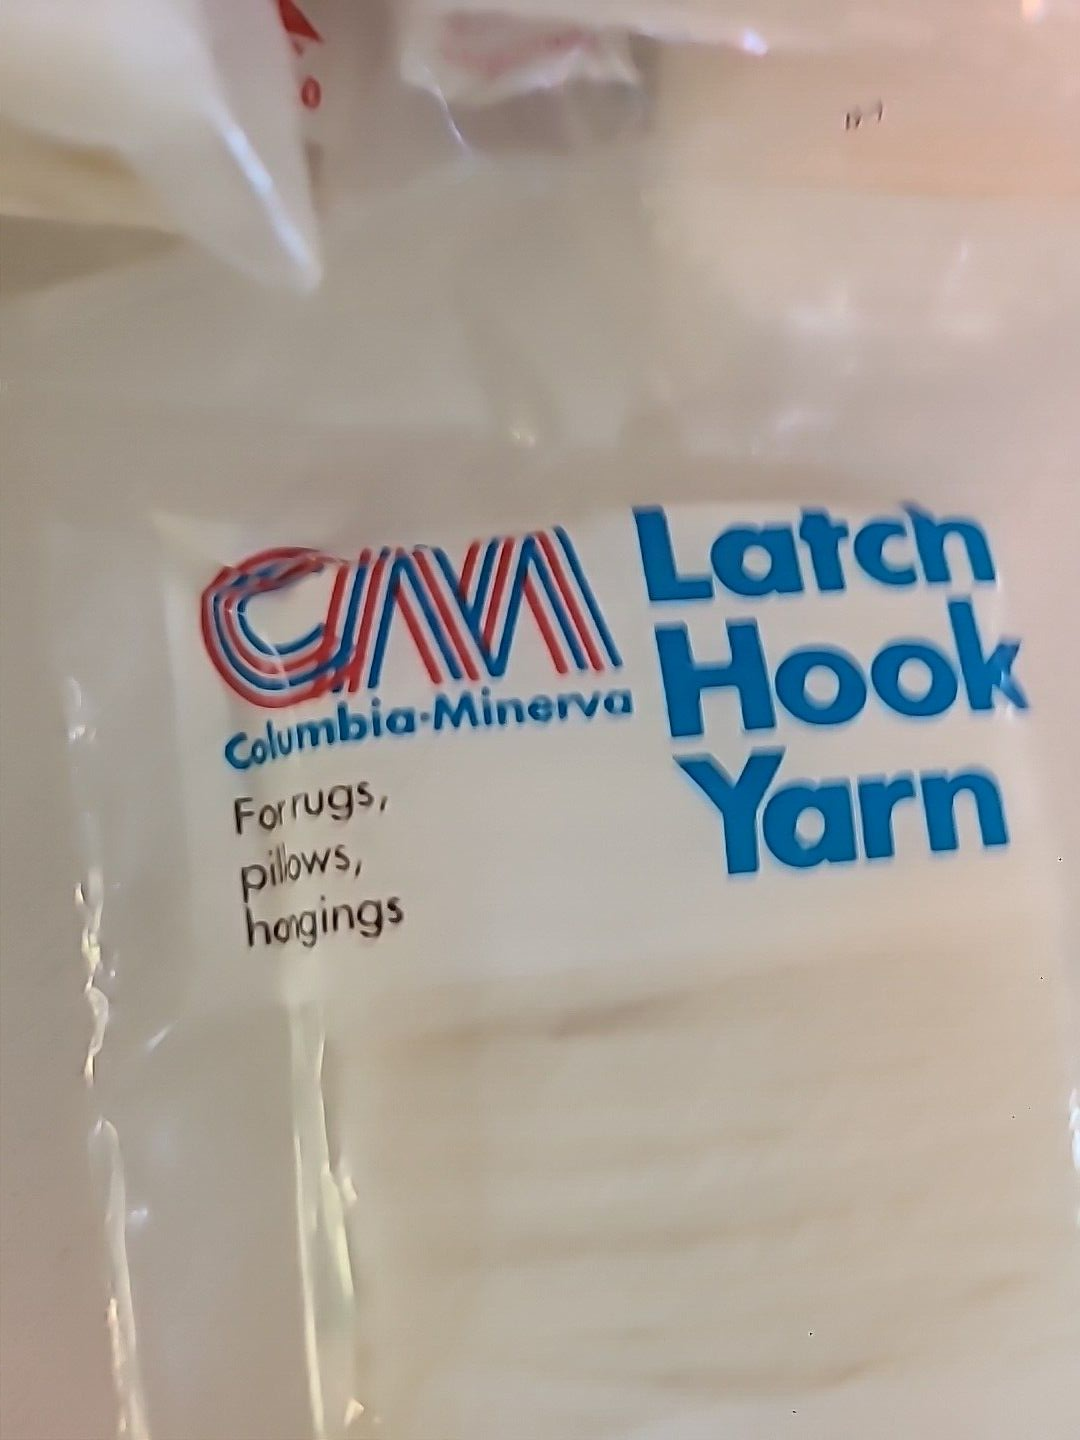 CM
Columbia-Minerva
For rugs,
pillows,
hangings
Latch
Hook
Yarn